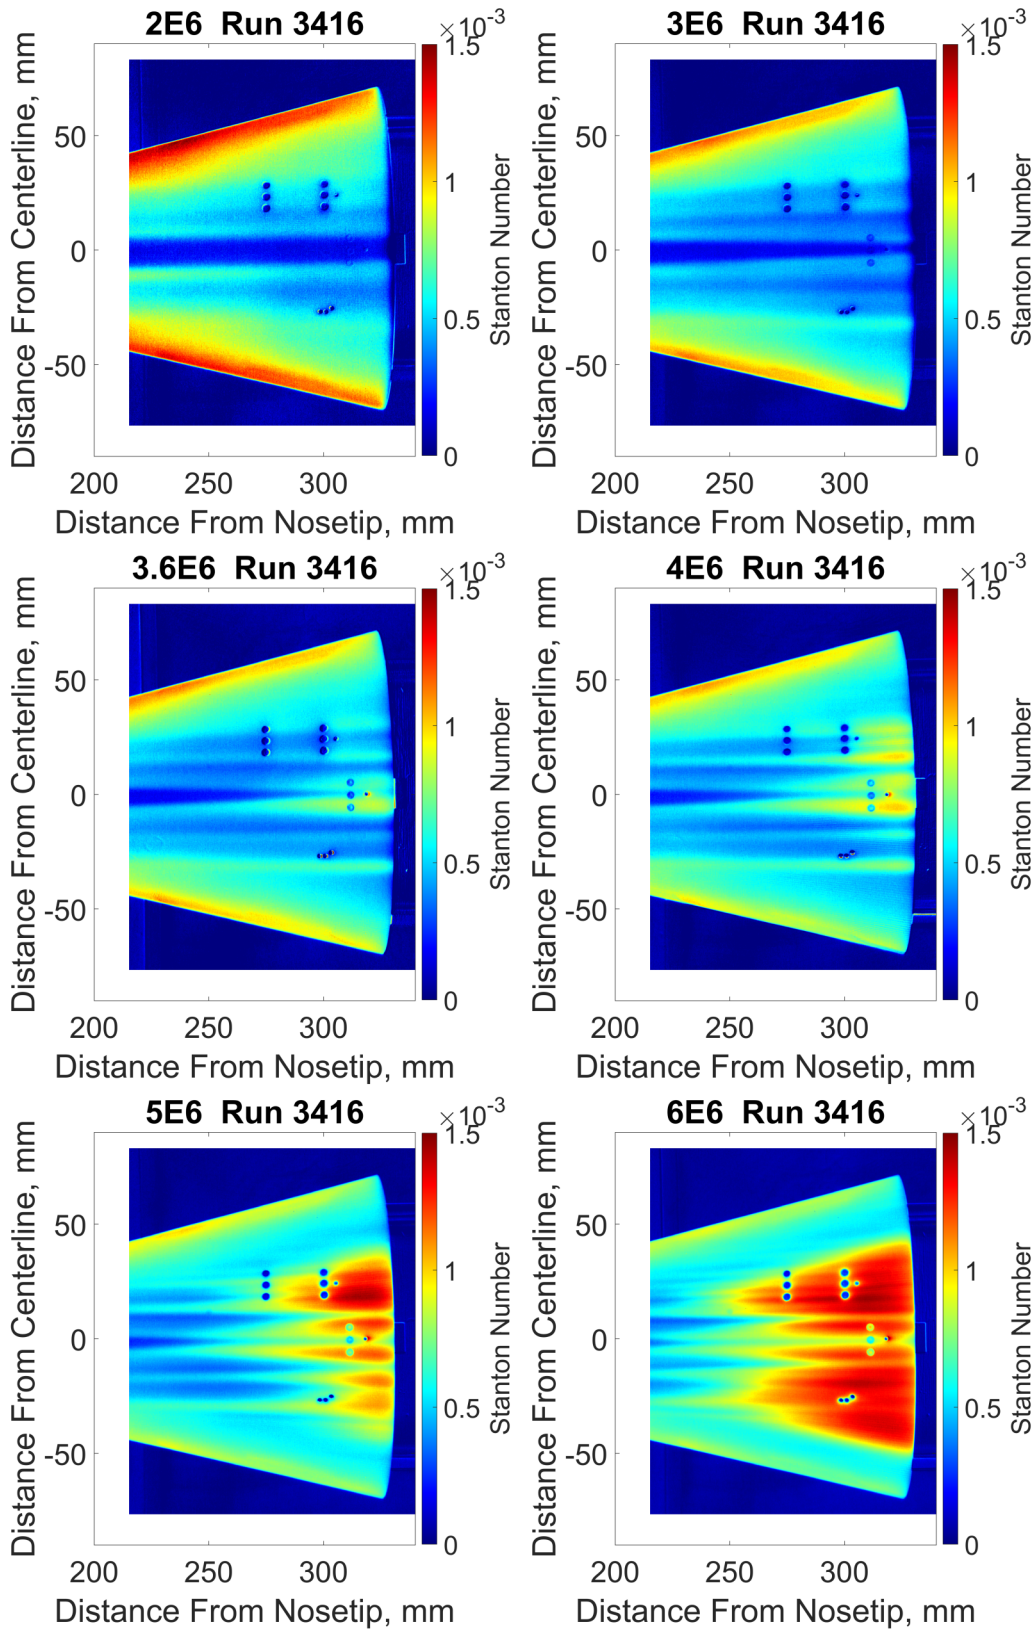 2E6 Run 3416
×10-3
1.5
1
0.5
0
Stanton Number
50
0
-50
Distance From Centerline, mm
200 250 300
Distance From Nosetip, mm
3E6 Run 3416
×10-3
1.5
1
0.5
0
Stanton Number
50
0
-50
Distance From Centerline, mm
200 250 300
Distance From Nosetip, mm
3.6E6 Run 3416
×10-3
1.5
1
0.5
0
Stanton Number
50
0
-50
Distance From Centerline, mm
200 250 300
Distance From Nosetip, mm
4E6 Run 3416
×10-3
1.5
1
0.5
0
Stanton Number
50
0
-50
Distance From Centerline, mm
200 250 300
Distance From Nosetip, mm
5E6 Run 3416
×10-3
1.5
1
0.5
0
Stanton Number
50
0
-50
Distance From Centerline, mm
200 250 300
Distance From Nosetip, mm
6E6 Run 3416
×10-3
1.5
1
0.5
0
Stanton Number
50
0
-50
Distance From Centerline, mm
200 250 300
Distance From Nosetip, mm